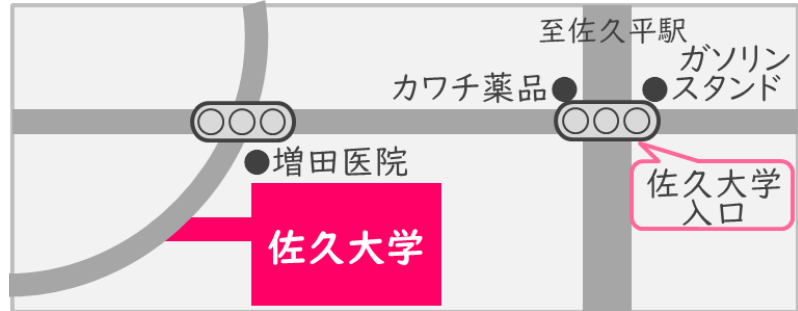 至佐久平駅
ガソリン
スタンド
カワチ薬品
増田医院
佐久大学
入口
佐久大学